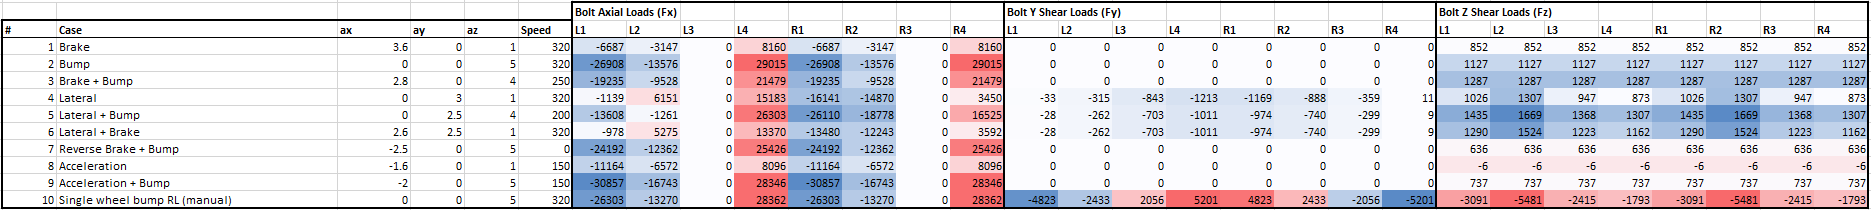 Bolt Axial Loads (Fx) Bolt Y Shear Loads (Fy) Bolt Z Shear Loads (Fz)
# Case ax ay az Speed L1 L2 L3 L4 R1 R2 R3 R4 L1 L2 L3 L4 R1 R2 R3 R4 L1 L2 L3 L4 R1 R2 R3 R4
1 Brake 3.6 0 1 320 -6687 -3147 0 8160 -6687 -3147 0 8160 0 0 0 0 0 0 0 0 852 852 852 852 852 852 852 852
2 Bump 0 0 5 320 -26908 -13576 0 29015 -26908 -13576 0 29015 0 0 0 0 0 0 0 0 1127 1127 1127 1127 1127 1127 1127 1127
3 Brake + Bump 2.8 0 4 250 -19235 -9528 0 21479 -19235 -9528 0 21479 0 0 0 0 0 0 0 0 1287 1287 1287 1287 1287 1287 1287 1287
4 Lateral 0 3 1 320 -1139 6151 0 15183 -16141 -14870 0 3450 -33 -315 -843 -1213 -1169 -888 -359 11 1026 1307 947 873 1026 1307 947 873
5 Lateral + Bump 0 2.5 4 200 -13608 -1261 0 26303 -26110 -18778 0 16525 -28 -262 -703 -1011 -974 -740 -299 9 1435 1669 1368 1307 1435 1669 1368 1307
6 Lateral + Brake 2.6 2.5 1 320 -978 5275 0 13370 -13480 -12243 0 3592 -28 -262 -703 -1011 -974 -740 -299 9 1290 1524 1223 1162 1290 1524 1223 1162
7 Reverse Brake + Bump -2.5 0 5 0 -24192 -12362 0 25426 -24192 -12362 0 25426 0 0 0 0 0 0 0 0 636 636 636 636 636 636 636 636
8 Acceleration -1.6 0 1 150 -11164 -6572 0 8096 -11164 -6572 0 8096 0 0 0 0 0 0 0 0 -6 -6 -6 -6 -6 -6 -6 -6
9 Acceleration + Bump -2 0 5 150 -30857 -16743 0 28346 -30857 -16743 0 28346 0 0 0 0 0 0 0 0 737 737 737 737 737 737 737 737
10 Single wheel bump RL (manual) 0 0 5 320 -26303 -13270 0 28362 -26303 -13270 0 28362 -4823 -2433 2056 5201 4823 2433 -2056 -5201 -3091 -5481 -2415 -1793 -3091 -5481 -2415 -1793